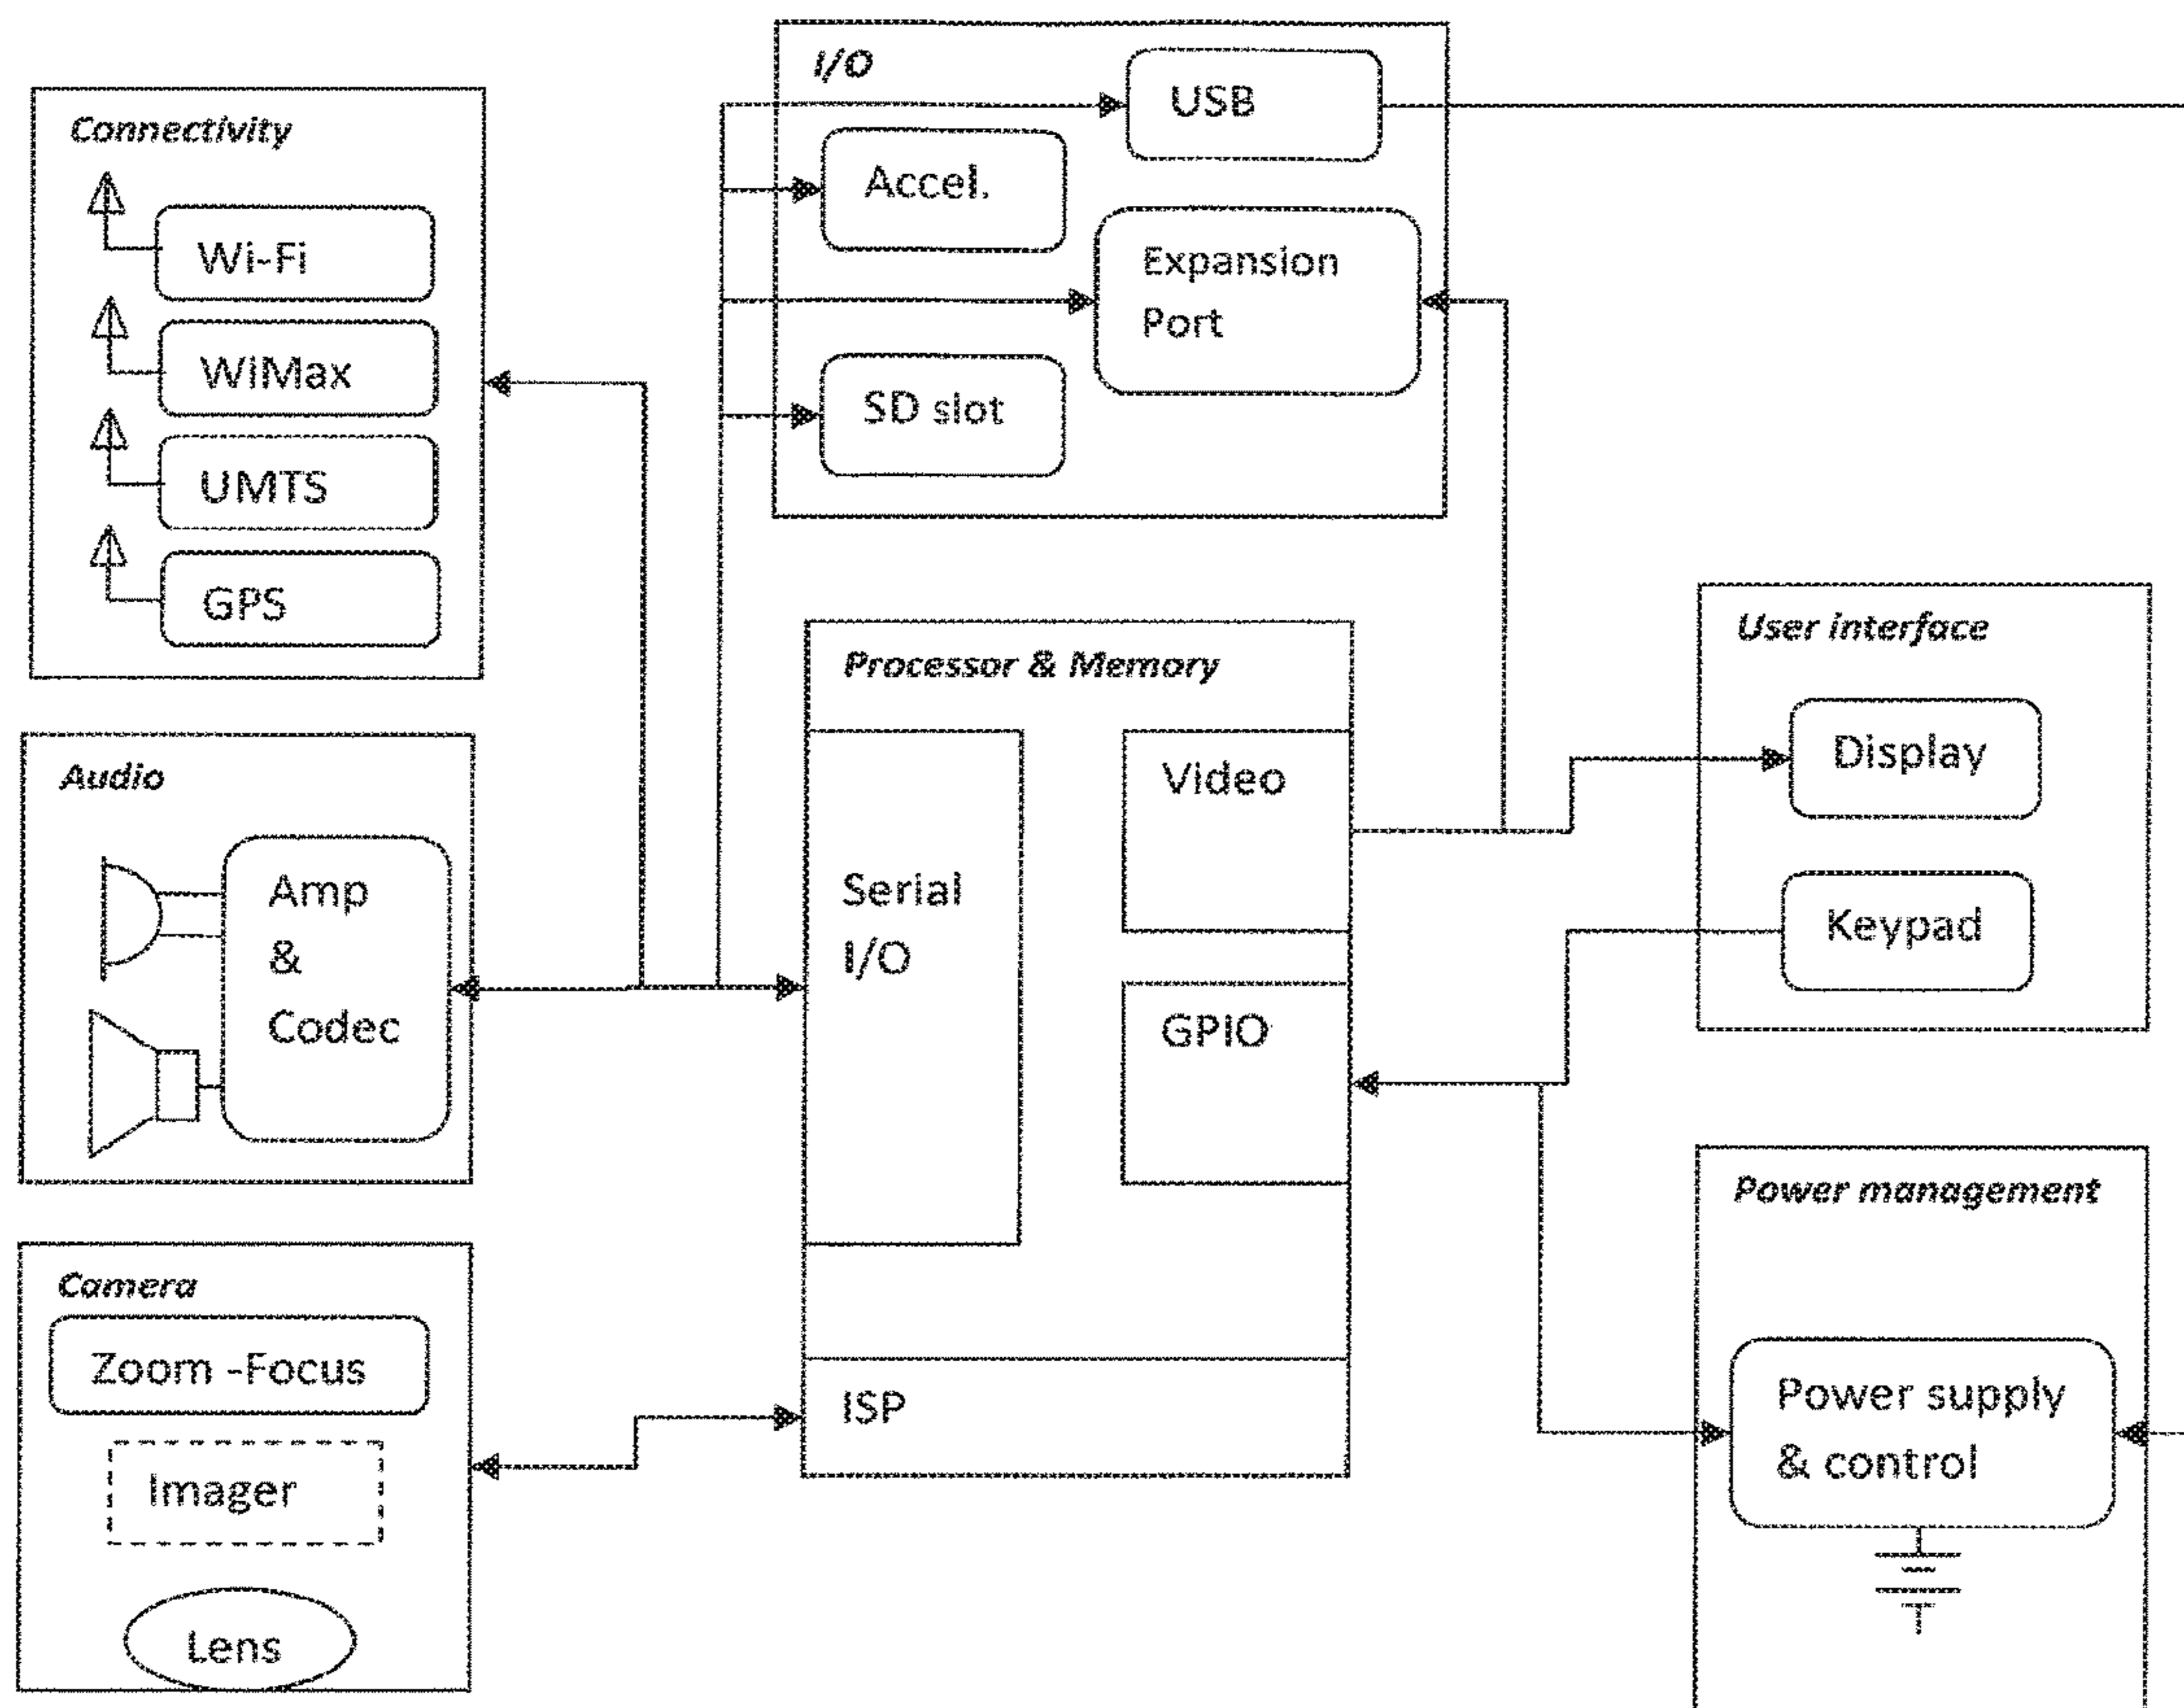 I/O
USB
Accel.
Expansion
Port
SD slot
Connectivity
Wi-Fi
WiMax
UMTS
GPS
Processor & Memory
Serial
I/O
Video
GPIO
ISP
User interface
Display
Keypad
Audio
Amp
&
Codec
Power management
Power supply
& control
Camera
Zoom -Focus
Imager
Lens